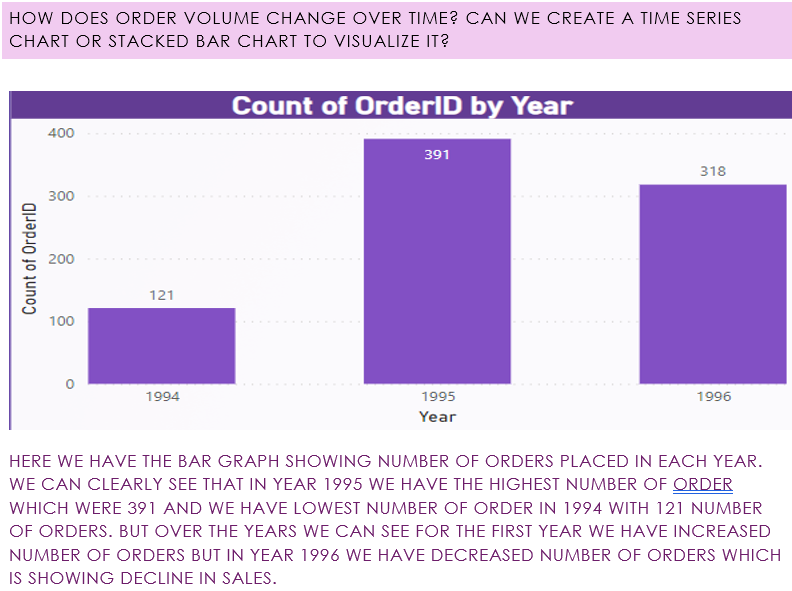 HOW DOES ORDER VOLUME CHANGE OVER TIME? CAN WE CREATE A TIME SERIES
CHART OR STACKED BAR CHART TO VISUALIZE IT?
Count of OrderID by Year
Count of OrderID
400
300
200
100
0
121
391
318
1994
1995
1996
Year
HERE WE HAVE THE BAR GRAPH SHOWING NUMBER OF ORDERS PLACED IN EACH YEAR.
WE CAN CLEARLY SEE THAT IN YEAR 1995 WE HAVE THE HIGHEST NUMBER OF ORDER
WHICH WERE 391 AND WE HAVE LOWEST NUMBER OF ORDER IN 1994 WITH 121 NUMBER
OF ORDERS. BUT OVER THE YEARS WE CAN SEE FOR THE FIRST YEAR WE HAVE INCREASED
NUMBER OF ORDERS BUT IN YEAR 1996 WE HAVE DECREASED NUMBER OF ORDERS WHICH
IS SHOWING DECLINE IN SALES.